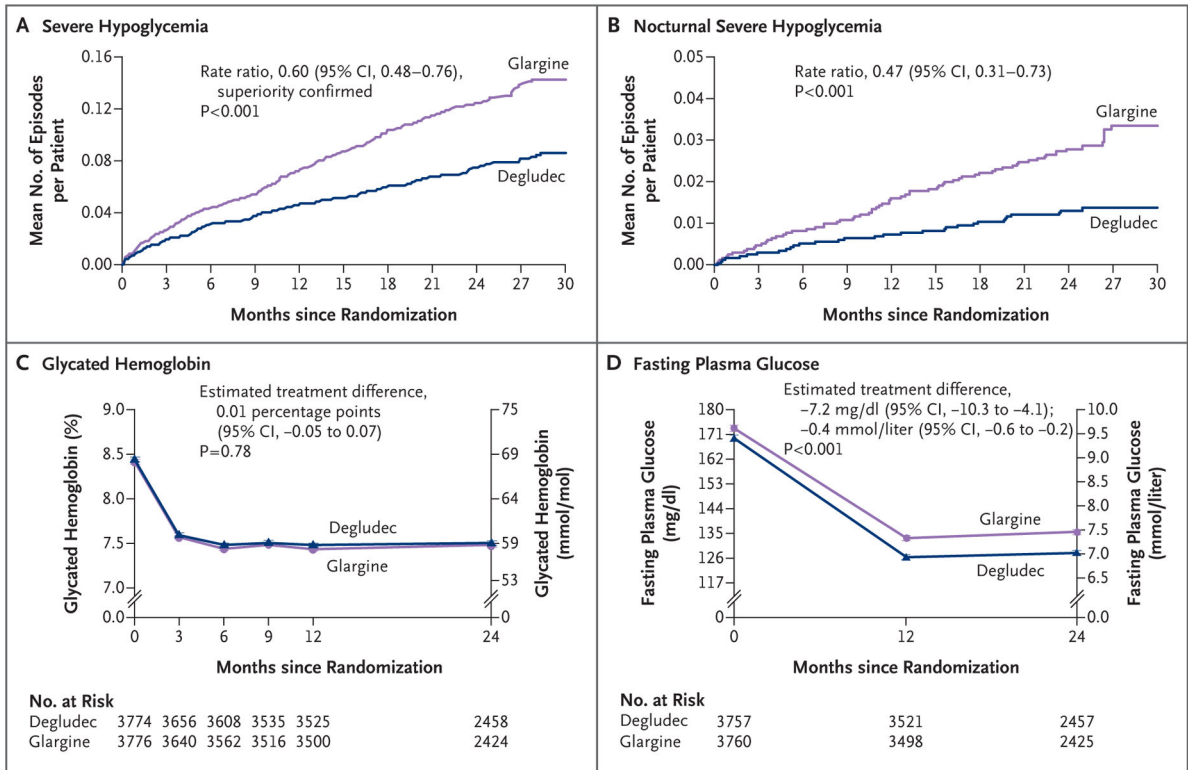 A Severe Hypoglycemia
Mean No. of Episodes
per Patient
0.16
0.12
0.08
0.04
0.00
Rate ratio, 0.60 (95% CI, 0.48–0.76),
superiority confirmed
P<0.001
Glargine
Degludec
0 3 6 9 12 15 18 21 24 27 30
Months since Randomization
B Nocturnal Severe Hypoglycemia
Mean No. of Episodes
per Patient
0.05
0.04
0.03
0.02
0.01
0.00
Rate ratio, 0.47 (95% CI, 0.31–0.73)
P<0.001
Glargine
Degludec
0 3 6 9 12 15 18 21 24 27 30
Months since Randomization
C Glycated Hemoglobin
Estimated treatment difference,
0.01 percentage points
(95% CI, –0.05 to 0.07)
P=0.78
Glycated Hemoglobin (%)
9.0
8.5
8.0
7.5
7.0
0.0
Degludec
Glargine
75
69
64
59
53
0
Glycated Hemoglobin
(mmol/mol)
0 3 6 9 12 24
Months since Randomization
No. at Risk
Degludec 3774 3656 3608 3535 3525 2458
Glargine 3776 3640 3562 3516 3500 2424
D Fasting Plasma Glucose
Estimated treatment difference,
–7.2 mg/dl (95% CI, –10.3 to –4.1);
–0.4 mmol/liter (95% CI, –0.6 to –0.2)
P<0.001
Fasting Plasma Glucose
(mg/dl)
180
171
162
153
144
135
126
117
0
Glargine
Degludec
10.0
9.5
9.0
8.5
8.0
7.5
7.0
6.5
0.0
Fasting Plasma Glucose
(mmol/liter)
0 12 24
Months since Randomization
No. at Risk
Degludec 3757 3521 2457
Glargine 3760 3498 2425